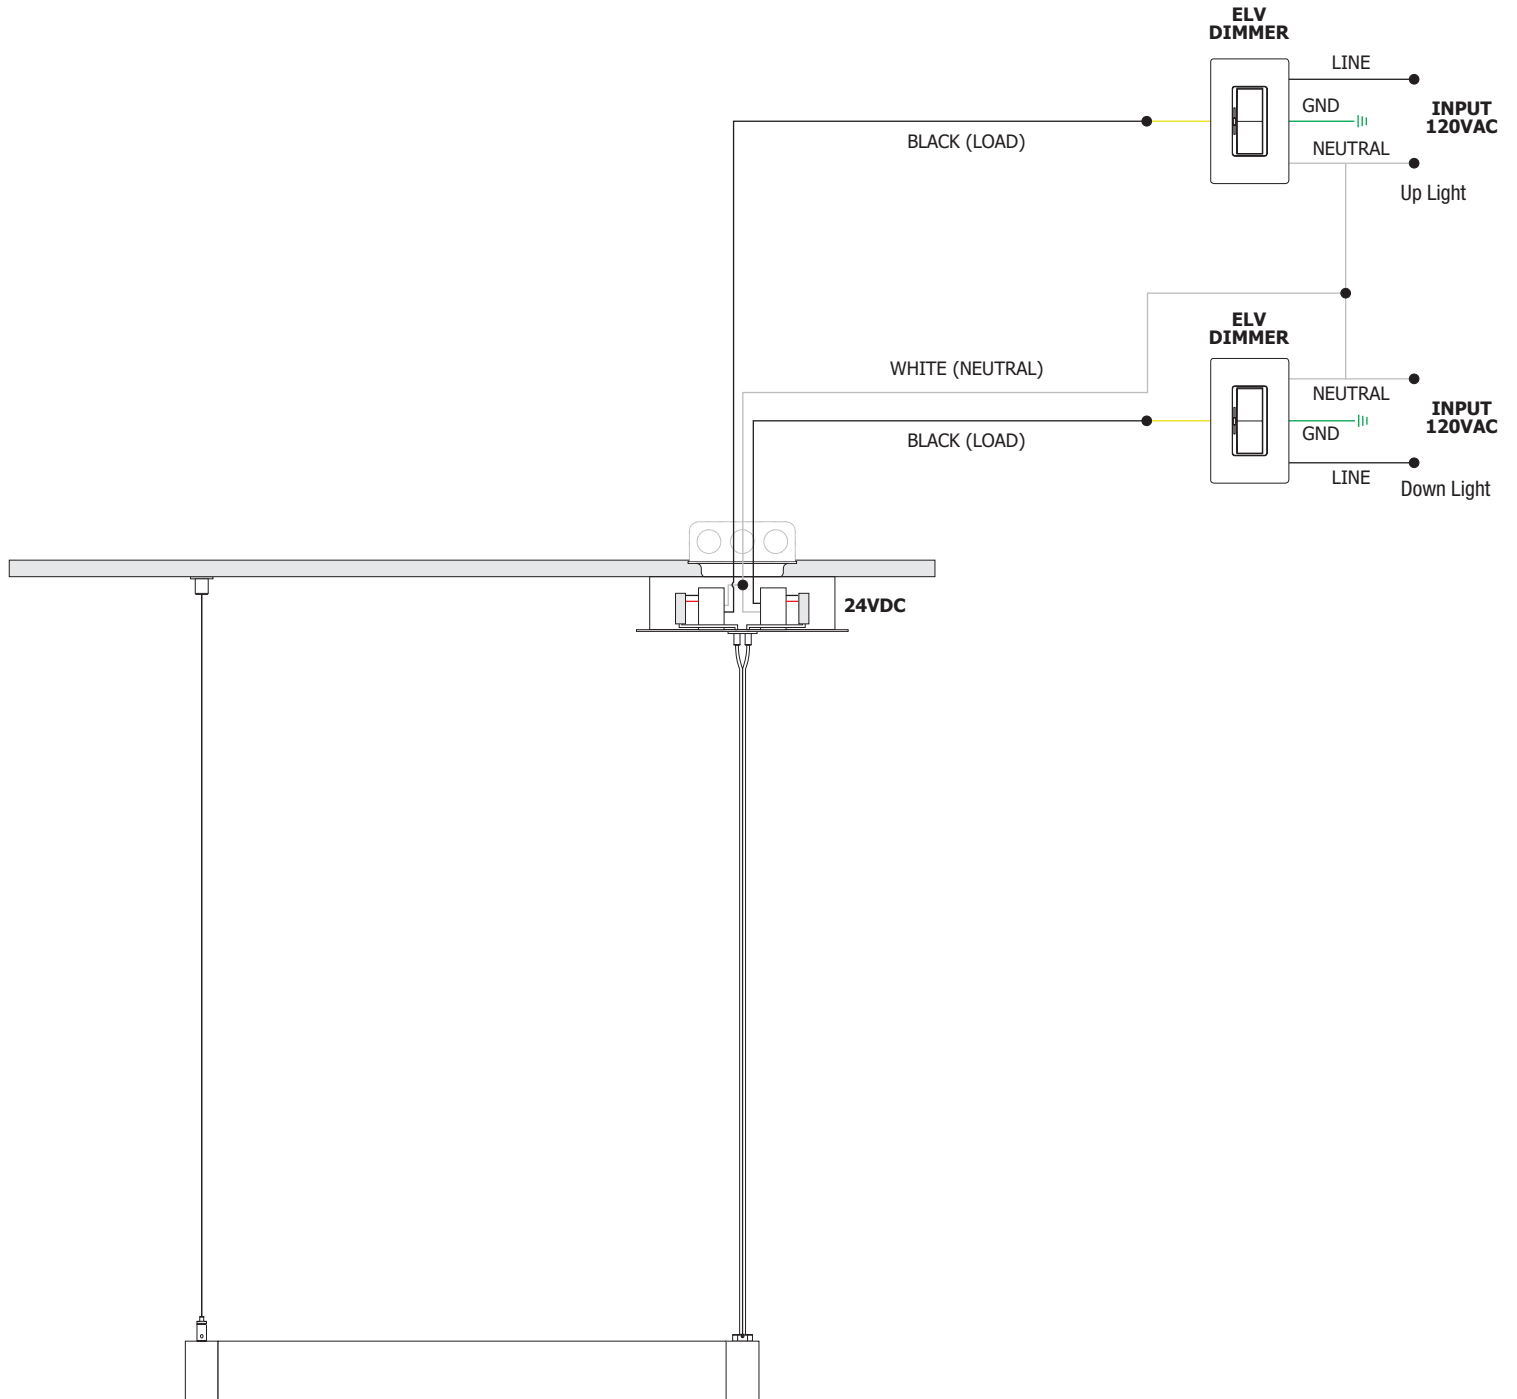 ELV
DIMMER
LINE
GND
INPUT
120VAC
BLACK (LOAD)
NEUTRAL
Up Light
ELV
DIMMER
WHITE (NEUTRAL)
NEUTRAL
INPUT
120VAC
BLACK (LOAD)
GND
LINE
Down Light
24VDC